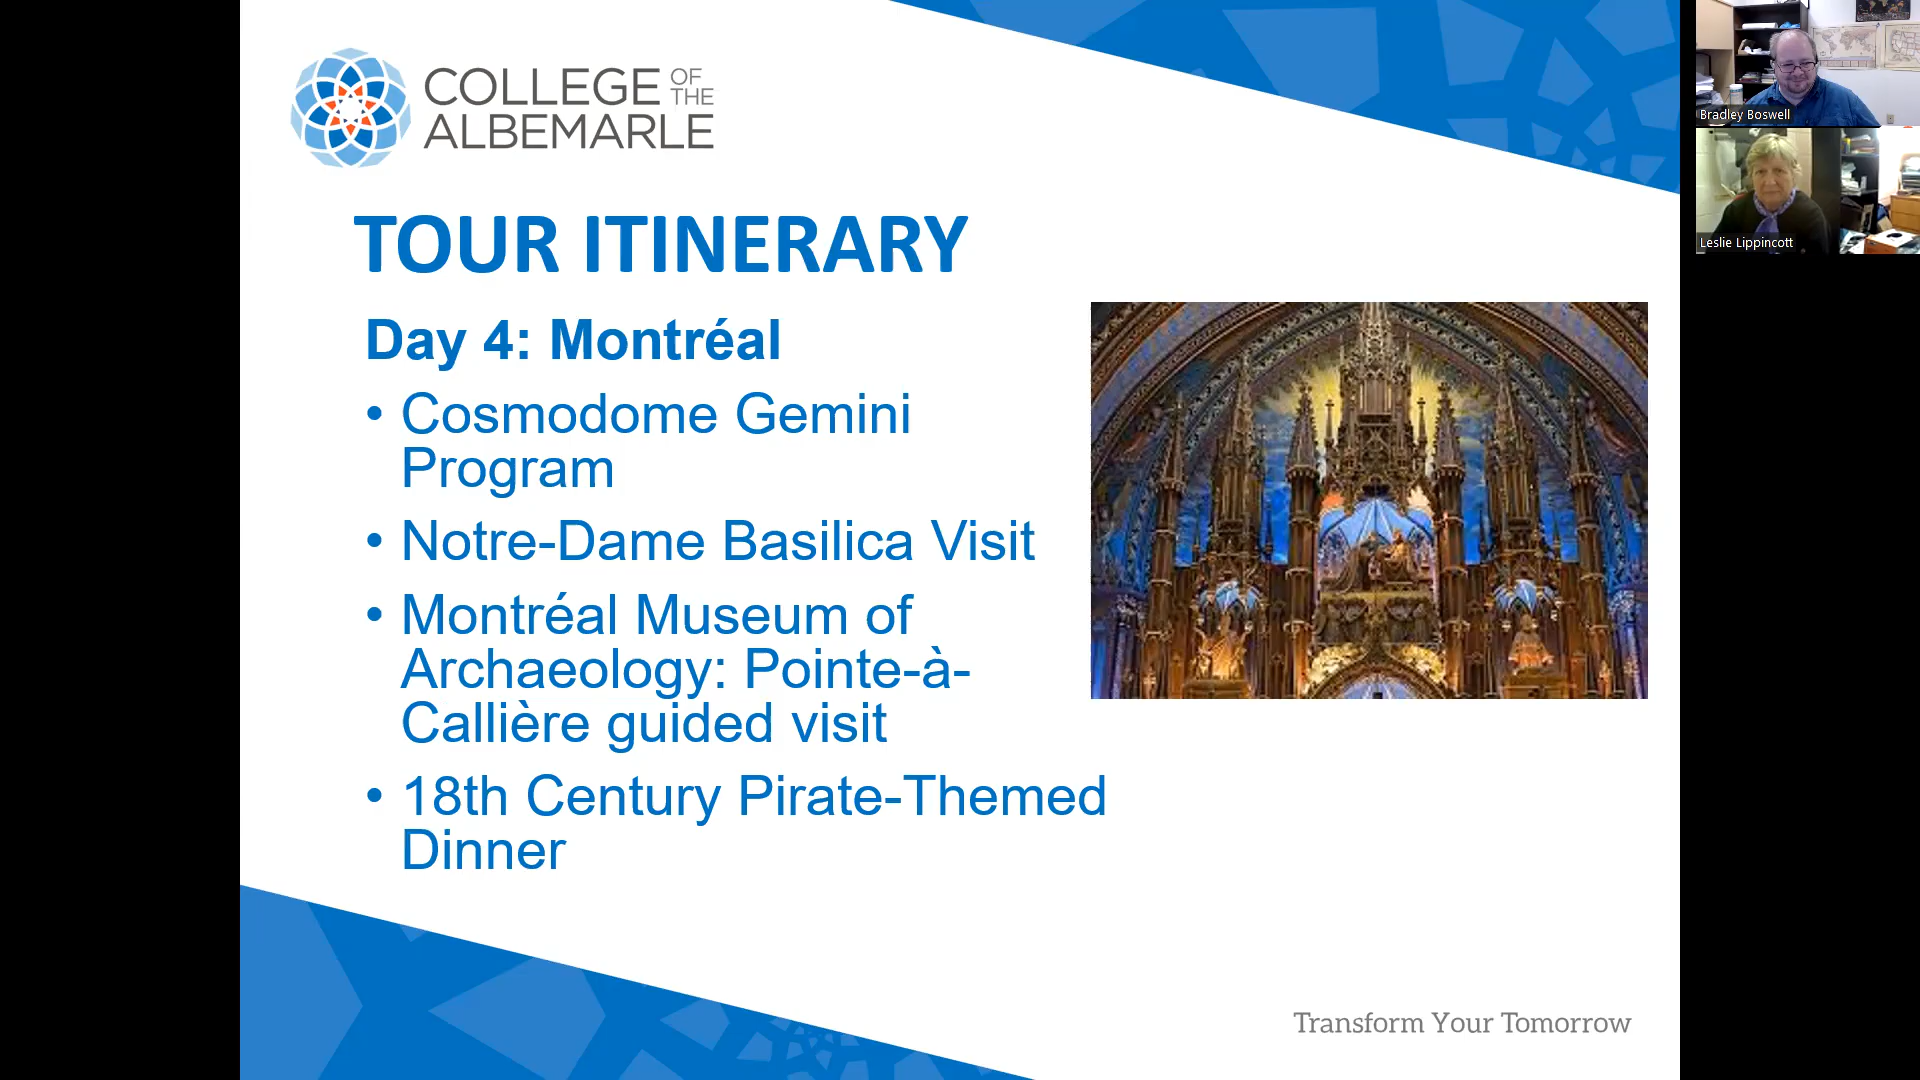 COLLEGE OF THE
ALBEMARLE
TOUR ITINERARY
Day 4: Montréal
• Cosmodome Gemini
Program
• Notre-Dame Basilica Visit
• Montréal Museum of
Archaeology: Pointe-à-
Callière guided visit
• 18th Century Pirate-Themed
Dinner
Transform Your Tomorrow
Bradley Boswell
Leslie Lippincott